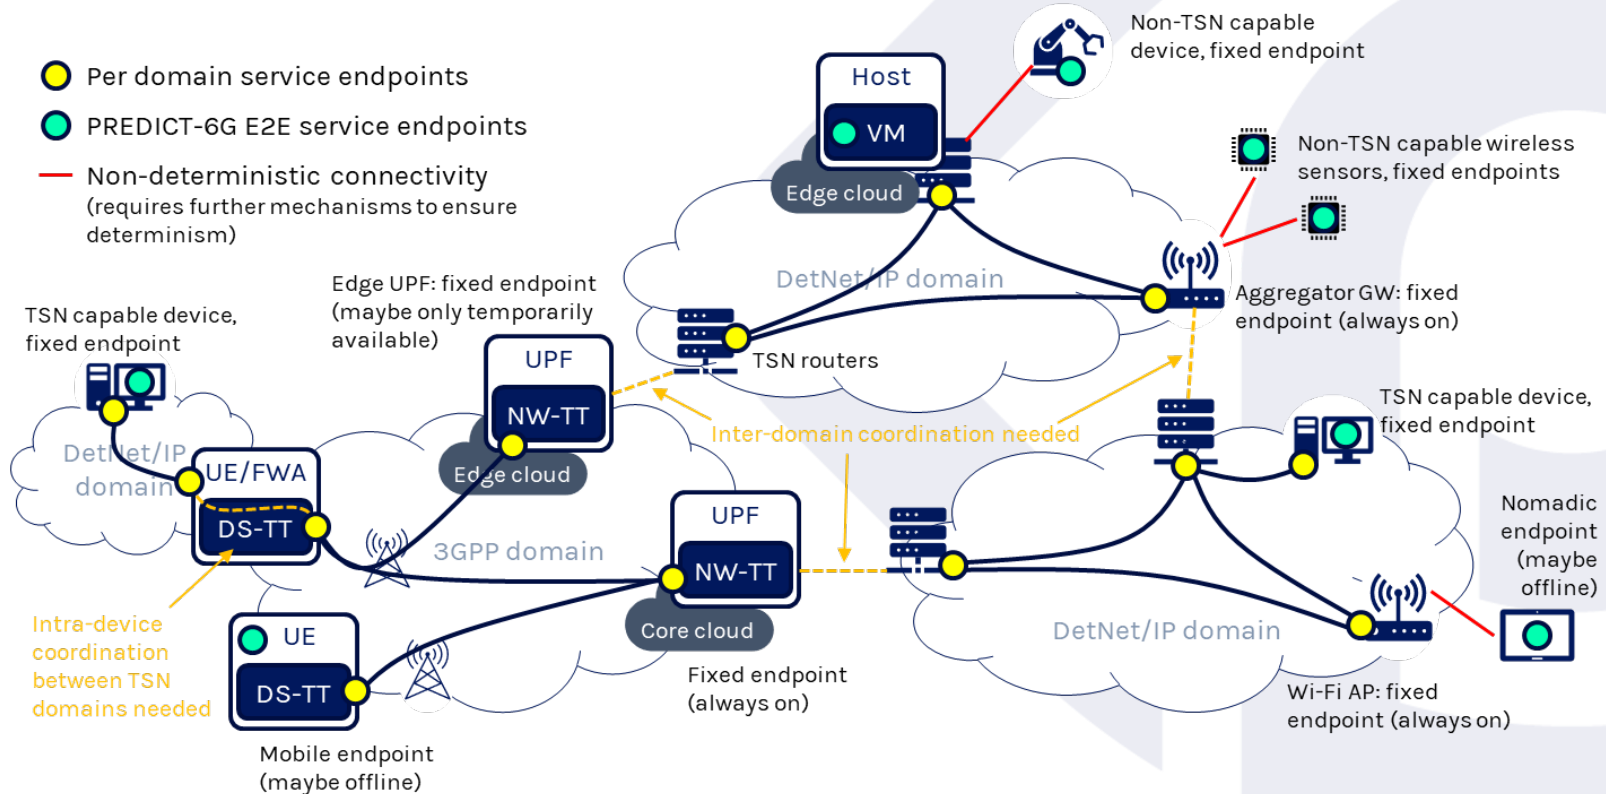 Per domain service endpoints
PREDICT-6G E2E service endpoints
Non-deterministic connectivity
(requires further mechanisms to ensure
determinism)
Host
VM
Edge cloud
Non-TSN capable
device, fixed endpoint
Non-TSN capable wireless
sensors, fixed endpoints
DetNet/IP domain
Aggregator GW: fixed
endpoint (always on)
Edge UPF: fixed endpoint
(maybe only temporarily
available)
TSN capable device,
fixed endpoint
UPF
NW-TT
Edge cloud
TSN routers
Inter-domain coordination needed
TSN capable device,
fixed endpoint
DetNet/IP
domain
UE/FWA
DS-TT
3GPP domain
UPF
NW-TT
Core cloud
Fixed endpoint
(always on)
Nomadic
endpoint
(maybe
offline)
DetNet/IP domain
Wi-Fi AP: fixed
endpoint (always on)
Intra-device
coordination
between TSN
domains needed
UE
DS-TT
Mobile endpoint
(maybe offline)